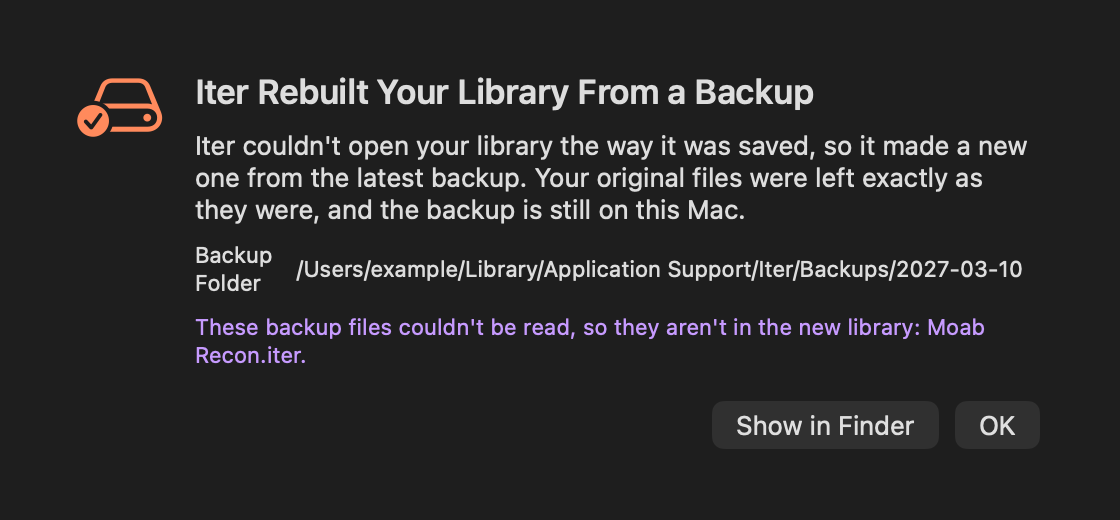 Iter Rebuilt Your Library From a Backup
Iter couldn't open your library the way it was saved, so it made a new
one from the latest backup. Your original files were left exactly as
they were, and the backup is still on this Mac.
Backup
Folder
/Users/example/Library/Application Support/Iter/Backups/2027-03-10
These backup files couldn't be read, so they aren't in the new library: Moab
Recon.iter.
Show in Finder
OK